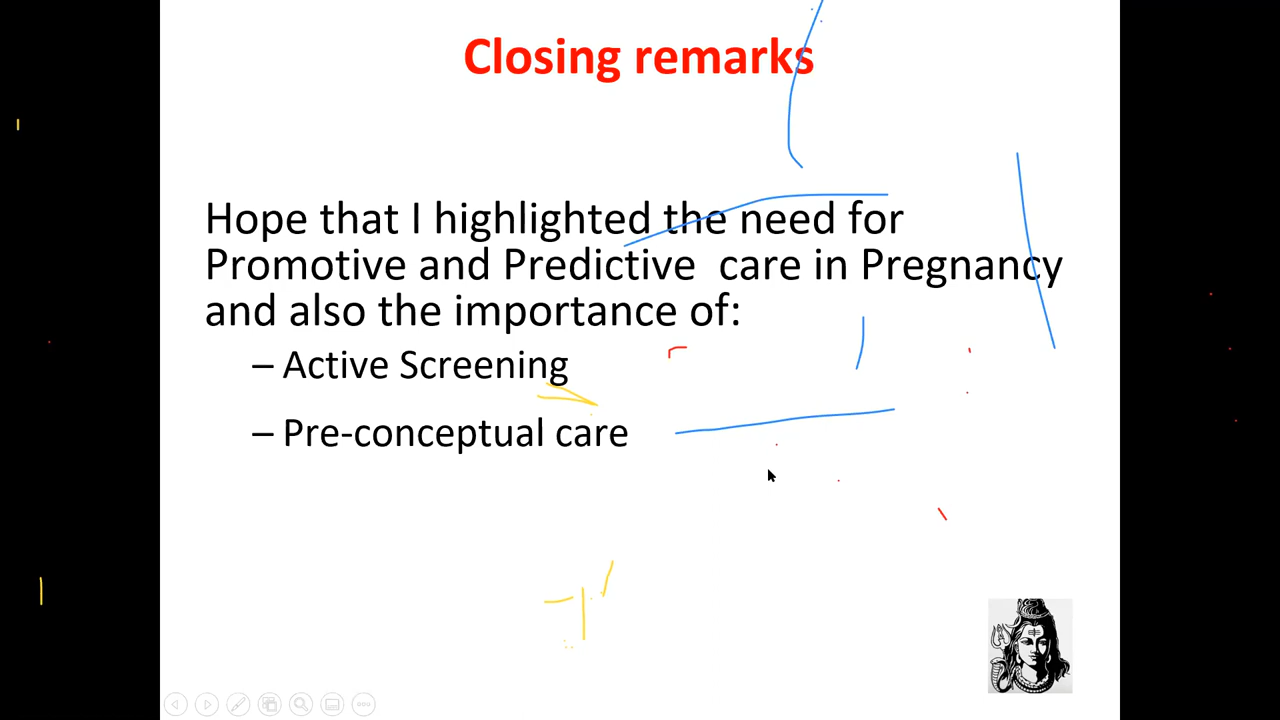 Closing remarks
Hope that I highlighted the need for
Promotive and Predictive care in Pregnancy
and also the importance of:
– Active Screening
– Pre-conceptual care